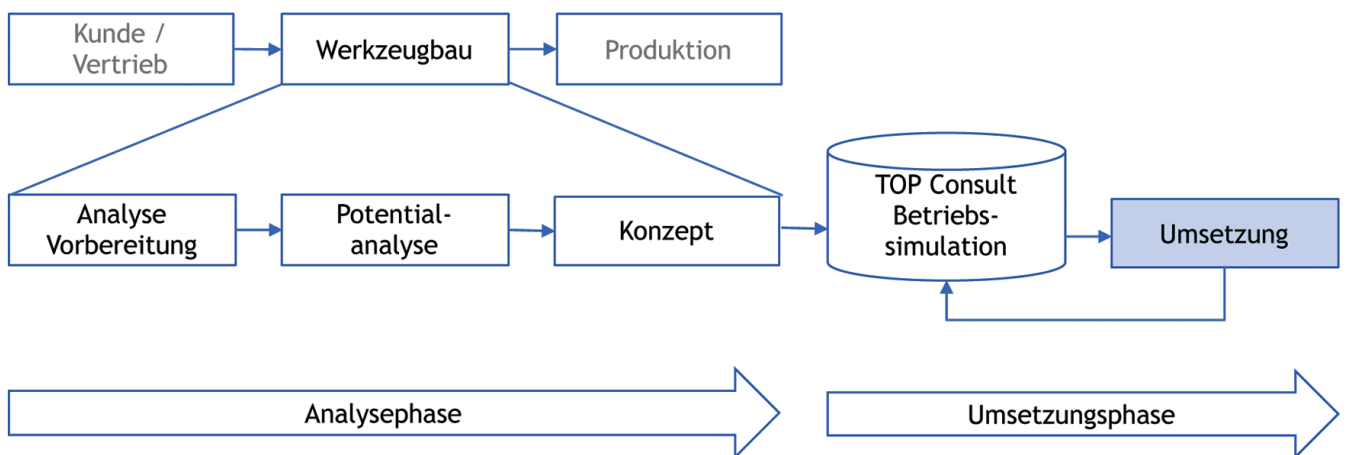 Kunde /
Vertrieb
Werkzeugbau
Produktion
Analyse
Vorbereitung
Potential-
analyse
Konzept
TOP Consult
Betriebs-
simulation
Umsetzung
Analysephase
Umsetzungsphase